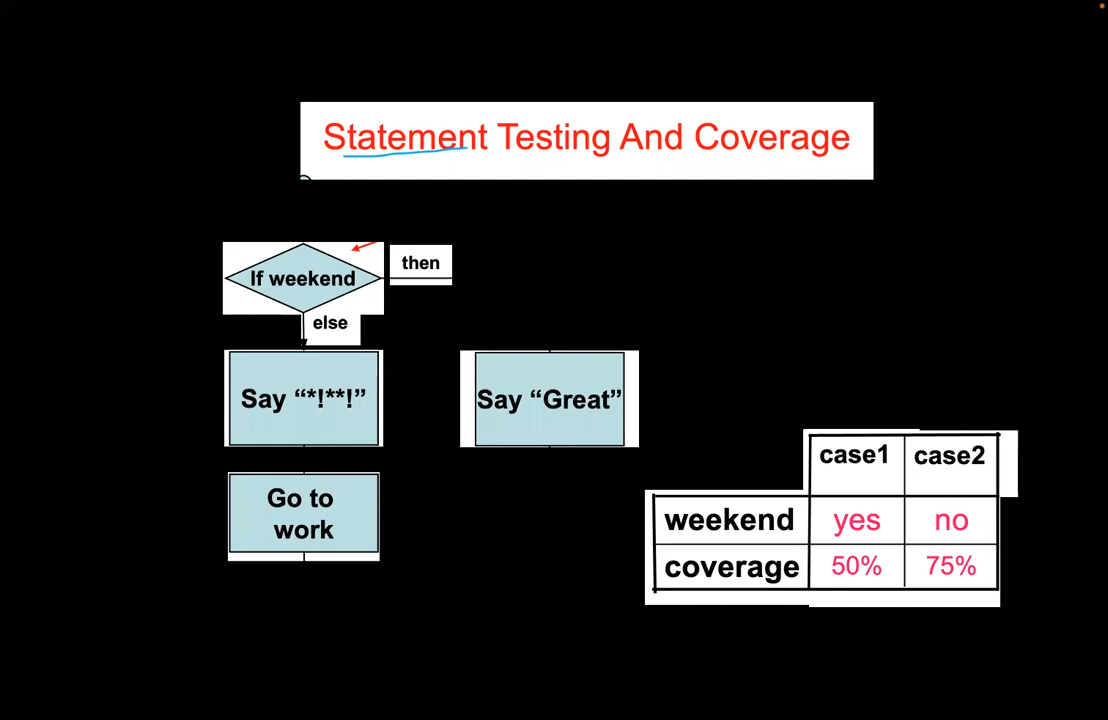 Statement Testing And Coverage
If weekend
then
else
Say “*!**!”
Say “Great”
Go to
work
case1 case2
weekend yes no
coverage 50% 75%